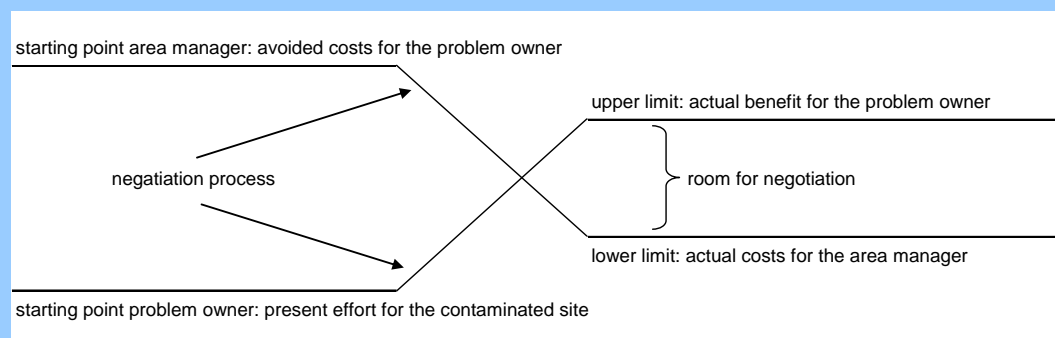 starting point area manager: avoided costs for the problem owner
upper limit: actual benefit for the problem owner
negatiation process
room for negotiation
lower limit: actual costs for the area manager
starting point problem owner: present effort for the contaminated site